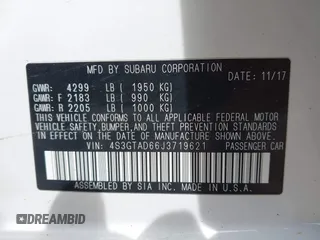 MFD. BY SUBARU CORPORATION
DATE: 11/17
GVWR: 4299 LB ( 1950 KG)
GAWR: F 2183 LB ( 990 KG)
GAWR: R 2205 LB ( 1000 KG)
THIS VEHICLE CONFORMS TO ALL APPLICABLE FEDERAL MOTOR
VEHICLE SAFETY, BUMPER, AND THEFT PREVENTION STANDARDS
IN EFFECT ON THE DATE OF MANUFACTURE SHOWN ABOVE.
VIN: 4S3GTAD66J3719621 PASSENGER CAR
ASSEMBLED BY SIA INC. MADE IN U.S.A.
© DREAMBID
DREAMBID.COM